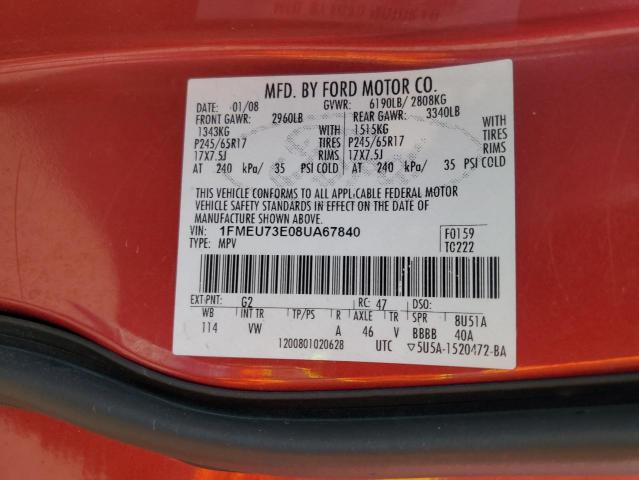 MFD. BY FORD MOTOR CO.
DATE: 01/08 GVWR: 6190LB/ 2808KG
FRONT GAWR: 2960LB REAR GAWR: 3340LB
1343KG WITH 1515KG WITH
P245/65R17 TIRES P245/65R17 TIRES
17X7.5J RIMS 17X7.5J RIMS
AT 240 kPa/ 35 PSI COLD AT 240 kPa/ 35 PSI COLD
THIS VEHICLE CONFORMS TO ALL APPLICABLE FEDERAL MOTOR
VEHICLE SAFETY STANDARDS IN EFFECT ON THE DATE OF
MANUFACTURE SHOWN ABOVE.
VIN: 1FMEU73E08UA67840 F0159
TYPE: MPV TC222
EXT PNT: G2 RC: 47 DSO:
WB INT TR TP/PS R AXLE TR SPR 8U51A
114 VW A 46 V BBBB 40A
1200801020628 UTC ▽5U5A-1520472-BA